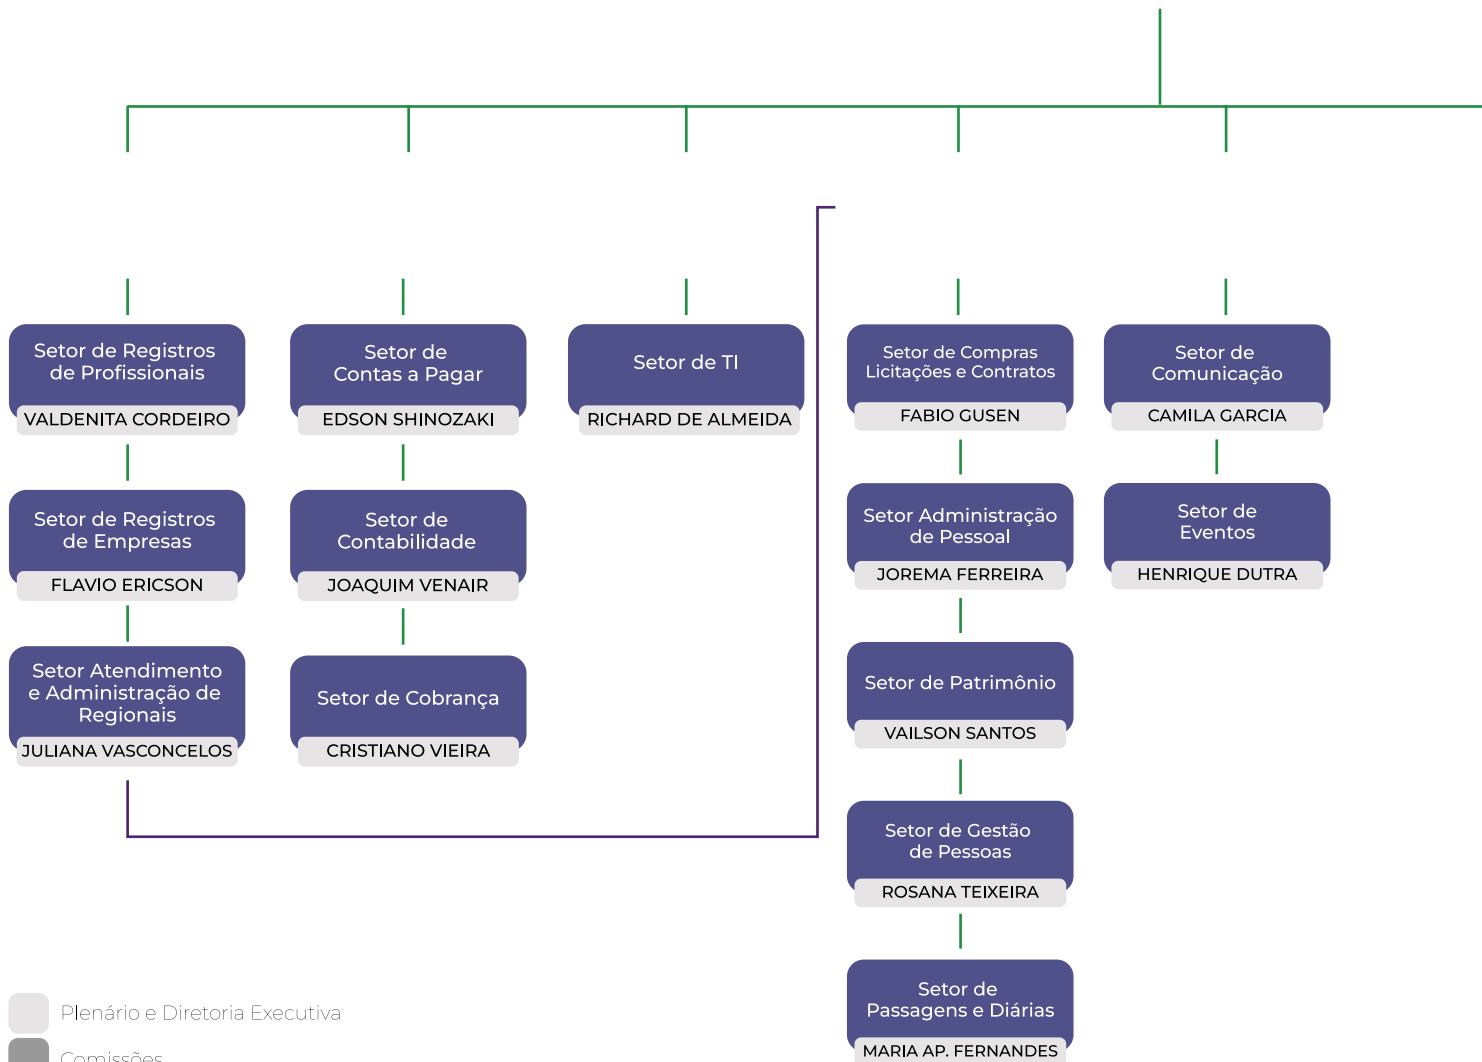 Setor de Registros
de Profissionais
VALDENITA CORDEIRO
Setor de Registros
de Empresas
FLAVIO ERICSON
Setor Atendimento
e Administração de
Regionais
JULIANA VASCONCELOS
Setor de
Contas a Pagar
EDSON SHINOZAKI
Setor de
Contabilidade
JOAQUIM VENAIR
Setor de Cobrança
CRISTIANO VIEIRA
Setor de TI
RICHARD DE ALMEIDA
Setor de Compras
Licitações e Contratos
FABIO GUSEN
Setor Administração
de Pessoal
JOREMA FERREIRA
Setor de Patrimônio
VAILSON SANTOS
Setor de Gestão
de Pessoas
ROSANA TEIXEIRA
Setor de
Passagens e Diárias
MARIA AP. FERNANDES
Setor de
Comunicação
CAMILA GARCIA
Setor de
Eventos
HENRIQUE DUTRA
Plenário e Diretoria Executiva
Comissões